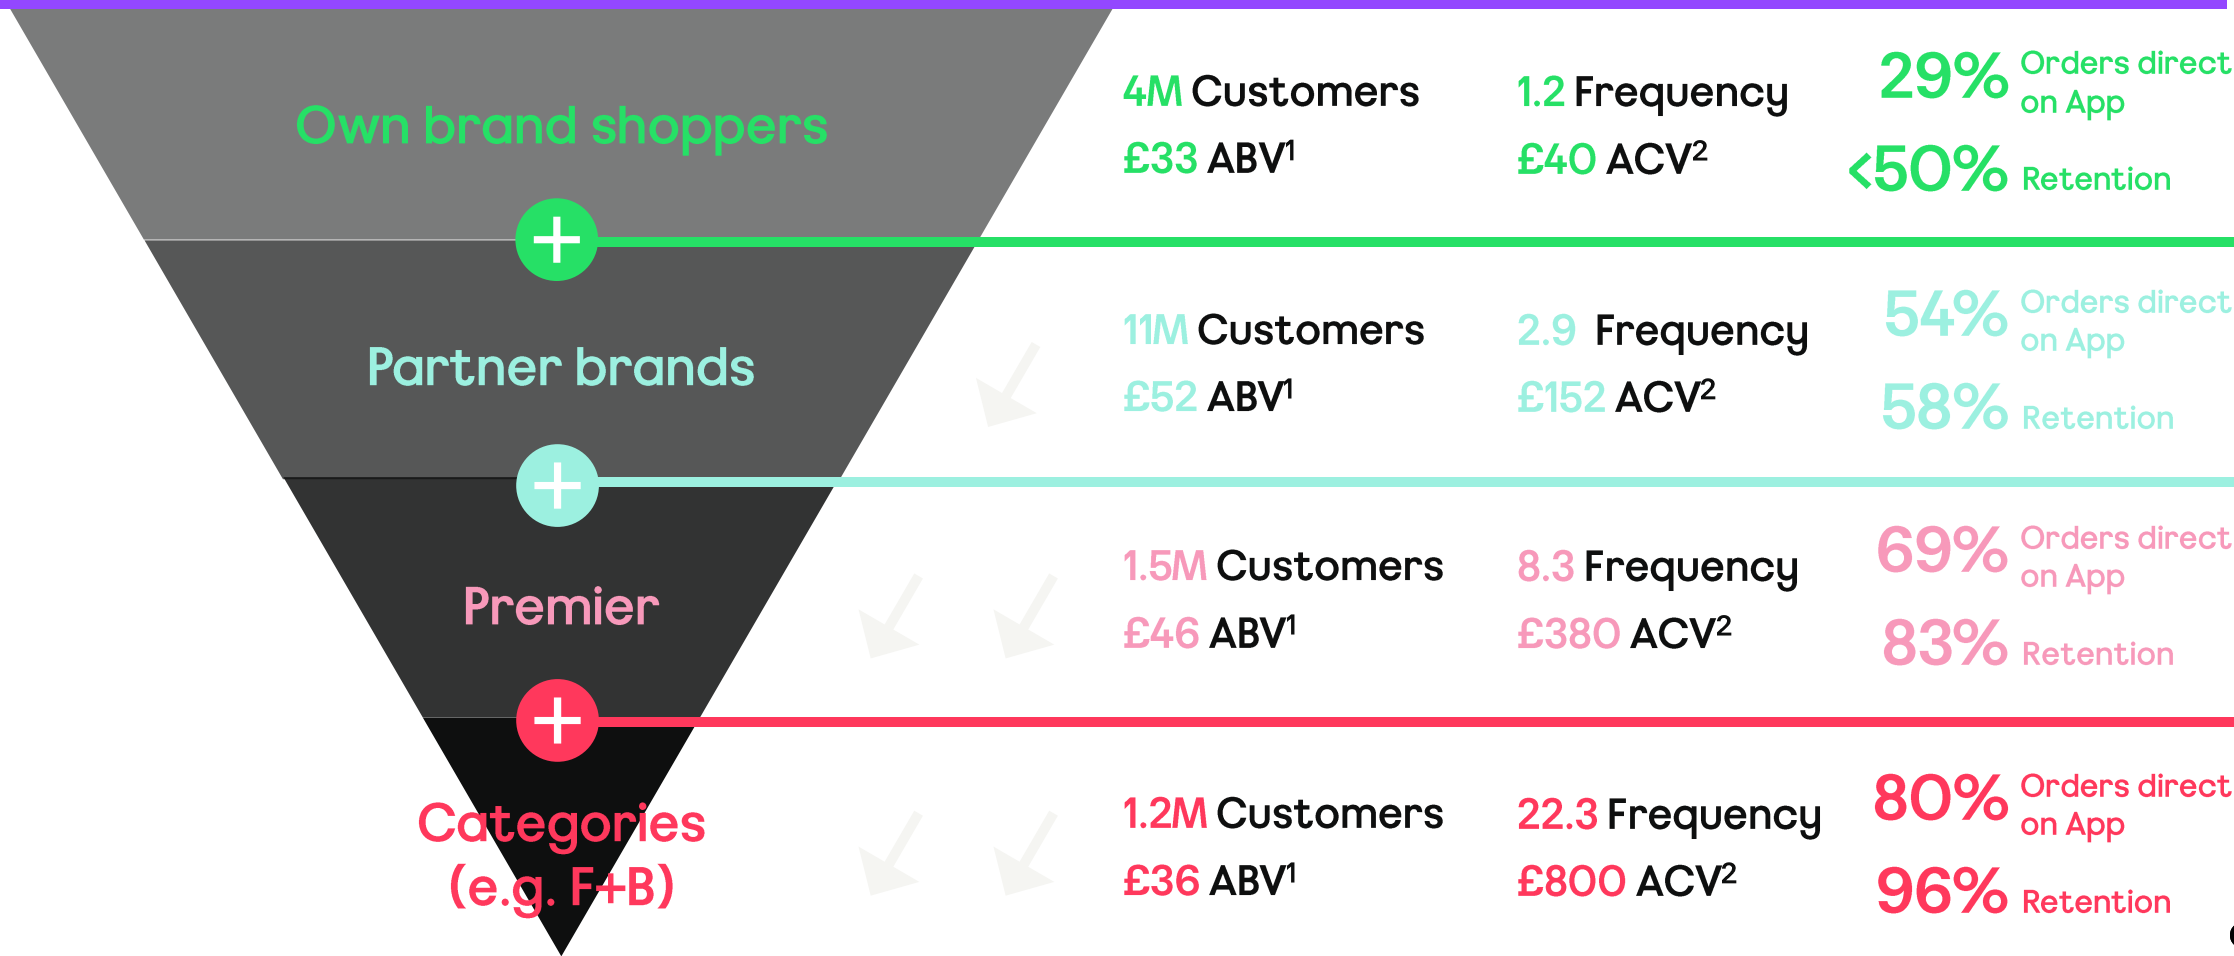 Own brand shoppers
4M Customers
£33 ABV¹
1.2 Frequency
£40 ACV²
29% Orders direct
on App
<50% Retention
Partner brands
11M Customers
£52 ABV¹
2.9 Frequency
£152 ACV²
54% Orders direct
on App
58% Retention
Premier
1.5M Customers
£46 ABV¹
8.3 Frequency
£380 ACV²
69% Orders direct
on App
83% Retention
Categories
(e.g. F+B)
1.2M Customers
£36 ABV¹
22.3 Frequency
£800 ACV²
80% Orders direct
on App
96% Retention